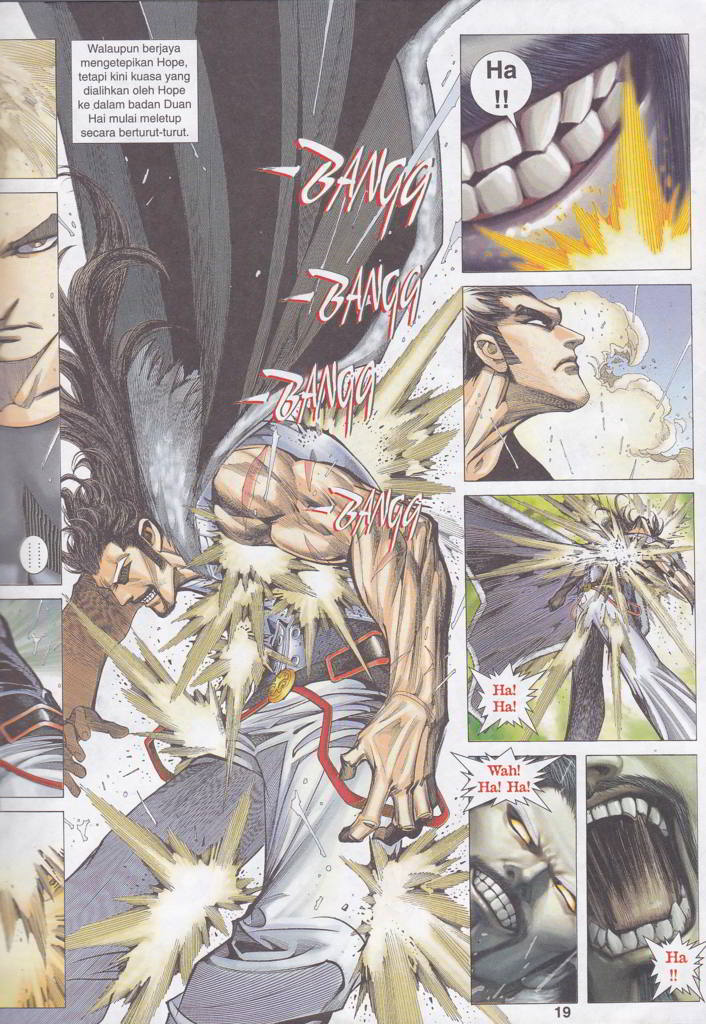 Walaupun berjaya
mengetepikan Hope,
tetapi kini kuasa yang
dialihkan oleh Hope
ke dalam badan Duan
Hai mulai meletup
secara berturut-turut.
BANGG
BANGG
BANGG
BANGG
.......
Ha
!!
Ha!
Ha!
Wah!
Ha! Ha!
Ha
!!
19